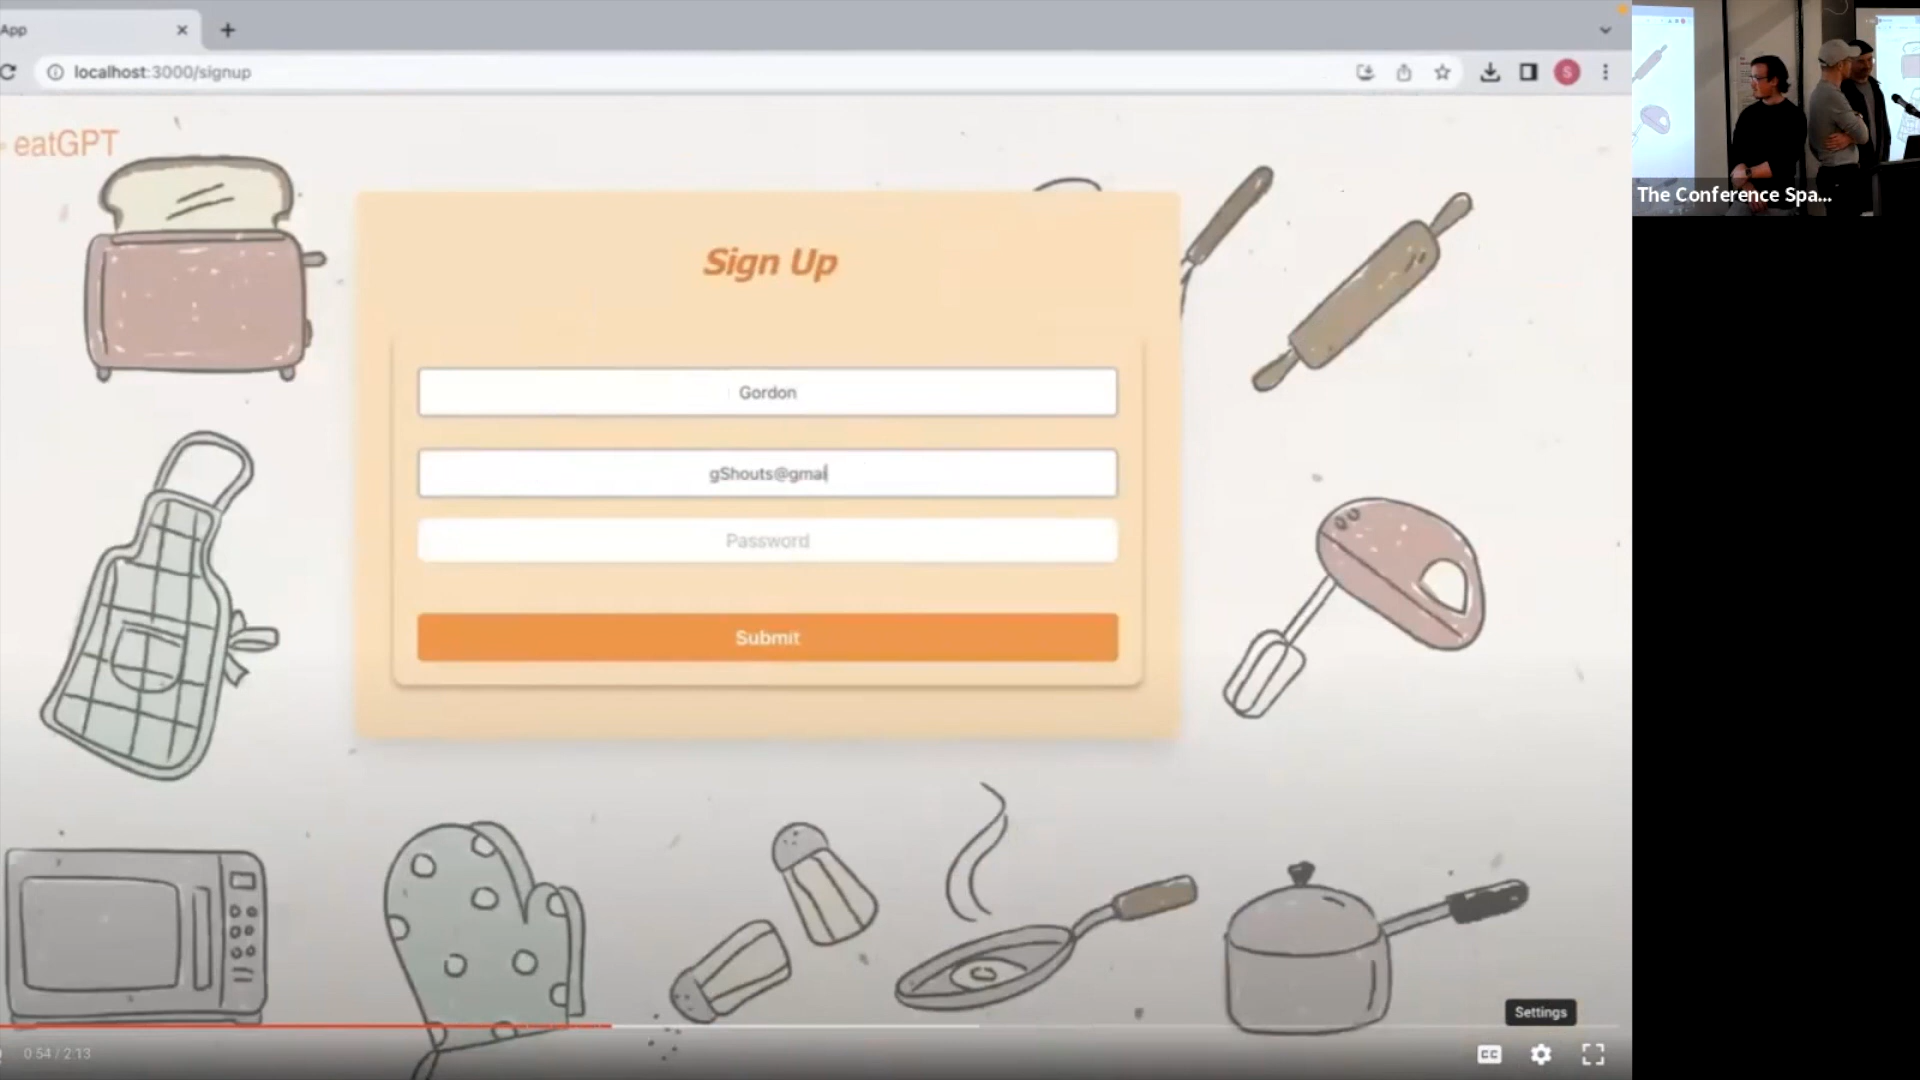 App
localhost:3000/signup
S
eatGPT
The Conference Spa...
Sign Up
Gordon
gShouts@gmai
Password
Submit
Settings
0:54 / 2:13
CC